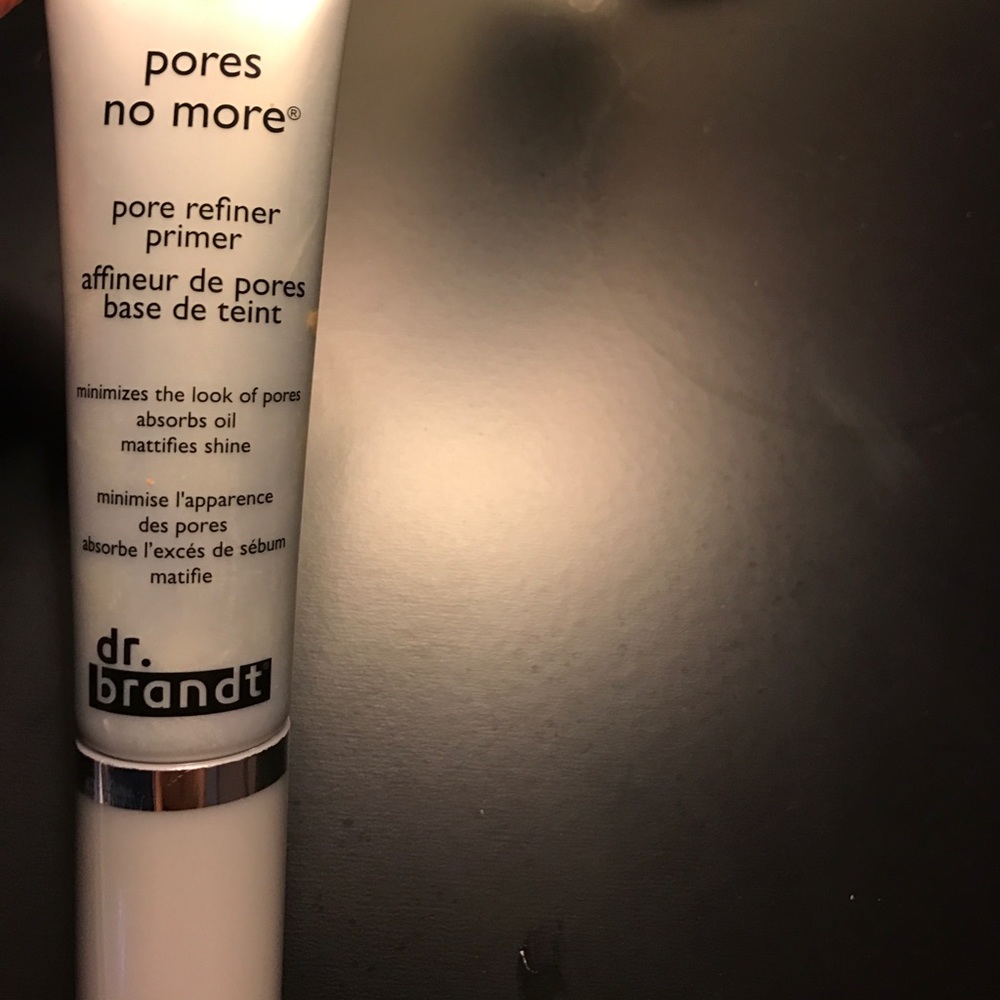 pores
no more®
pore refiner
primer
affineur de pores
base de teint
minimizes the look of pores
absorbs oil
mattifies shine
minimise l'apparence
des pores
absorbe l'excés de sébum
matifie
dr.
brandt